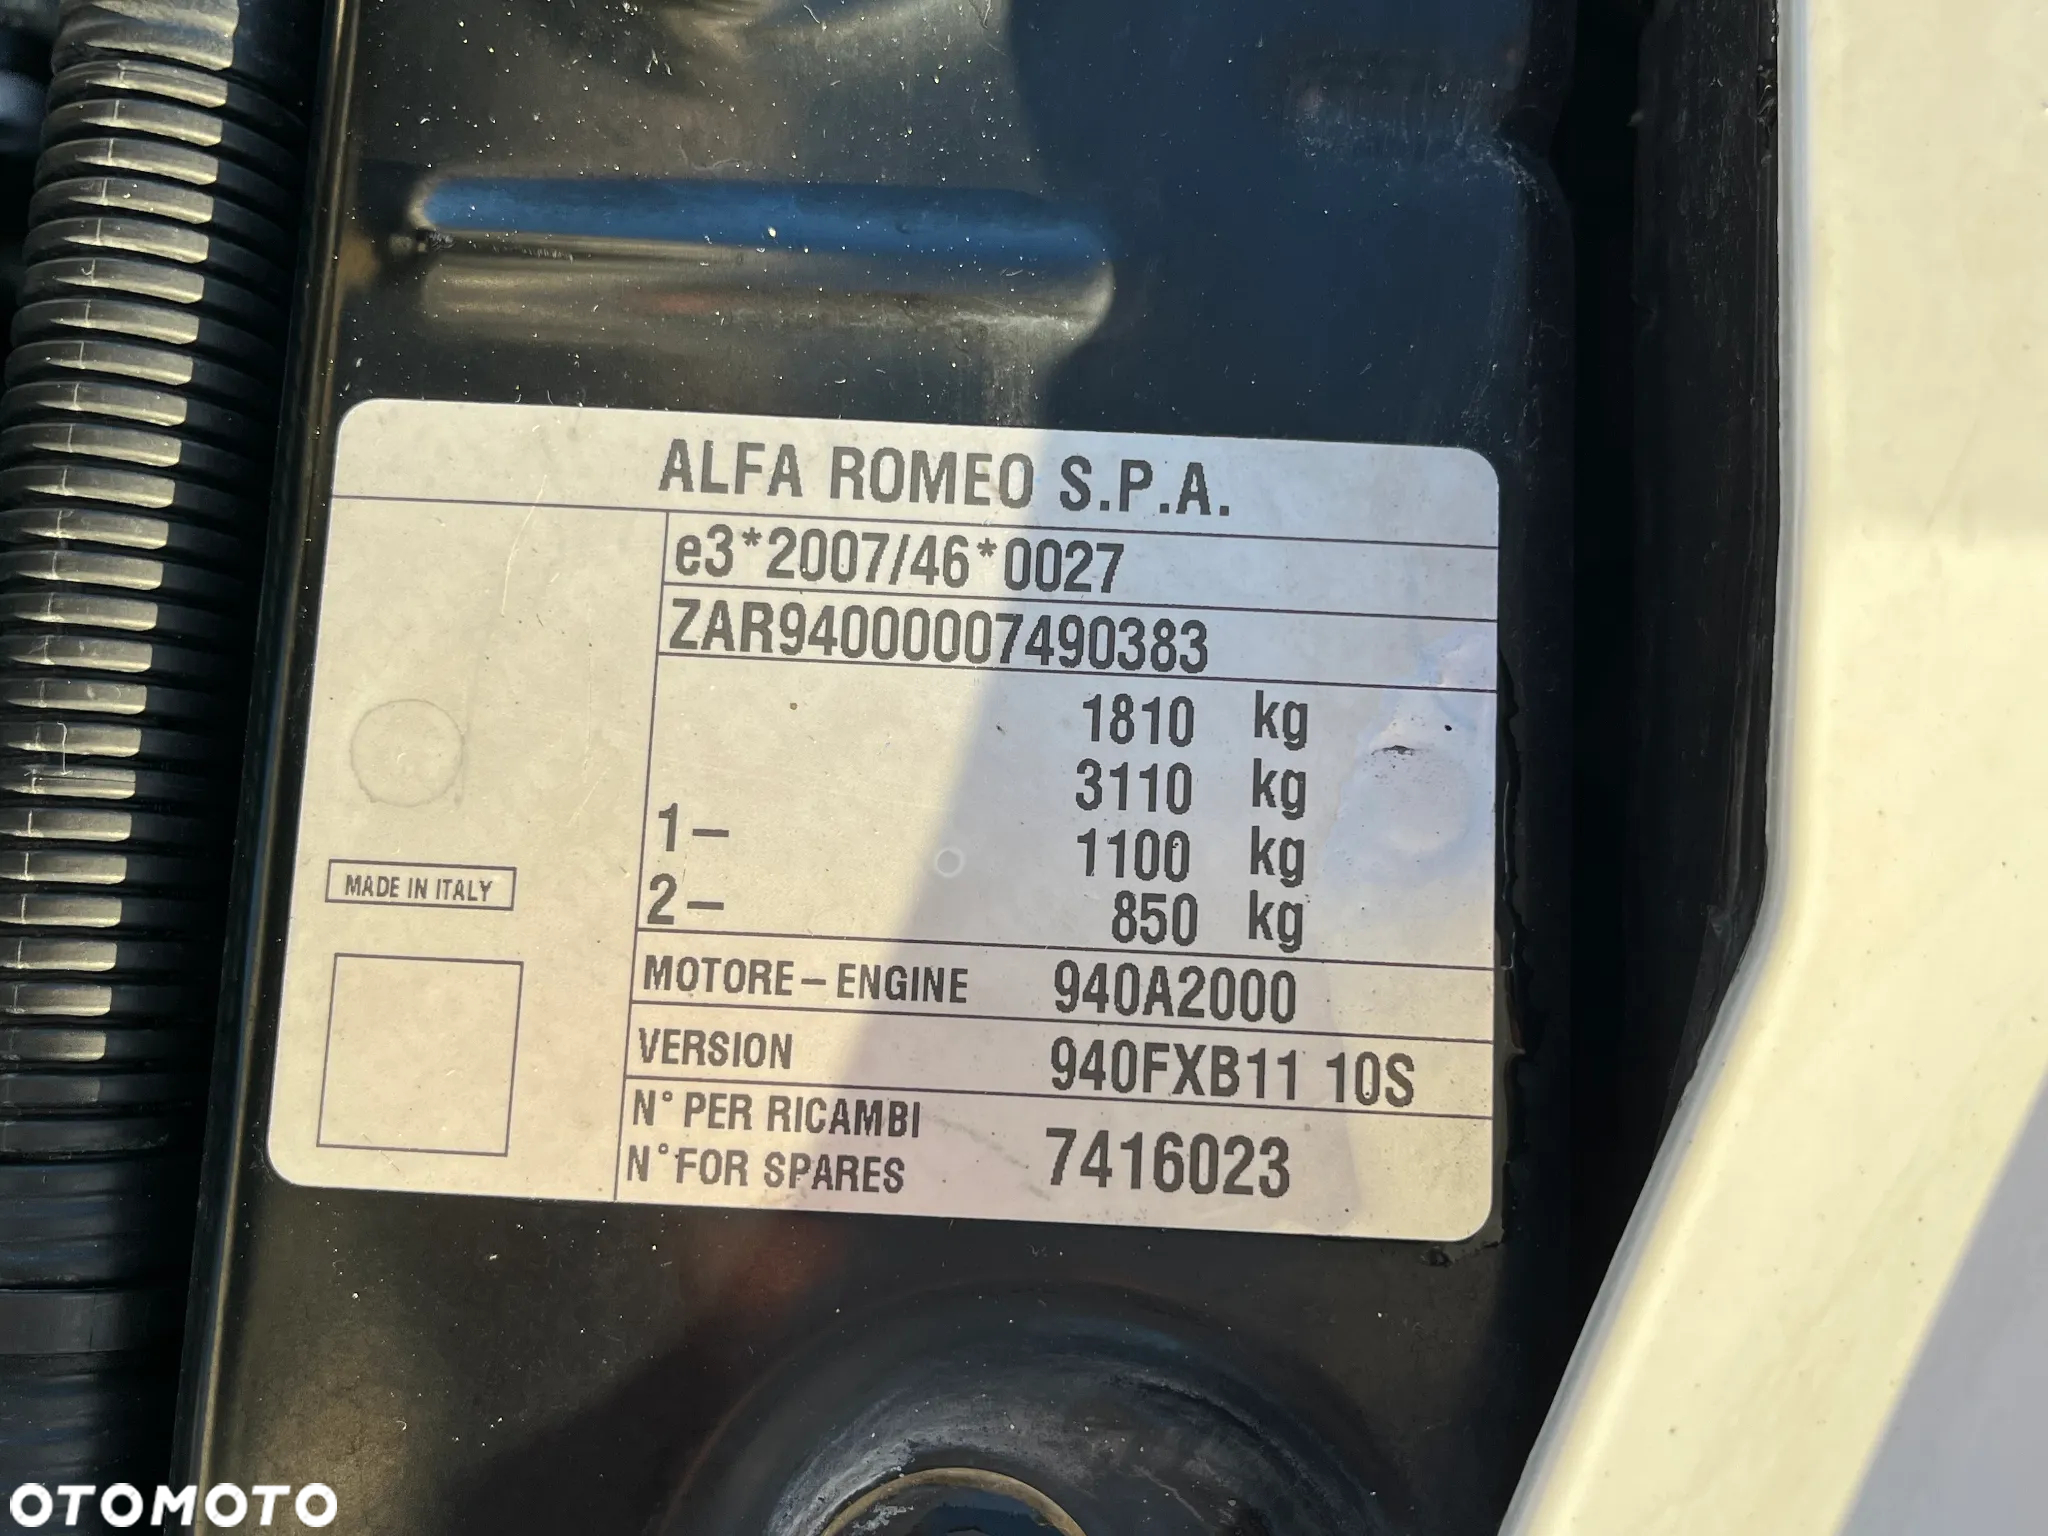 ALFA ROMEO S.P.A.
e3*2007/46*0027
ZAR94000007490383
1810 kg
3110 kg
1– 1100 kg
2– 850 kg
MADE IN ITALY
MOTORE – ENGINE 940A2000
VERSION 940FXB11 10S
N° PER RICAMBI
N° FOR SPARES 7416023
OTOMOTO